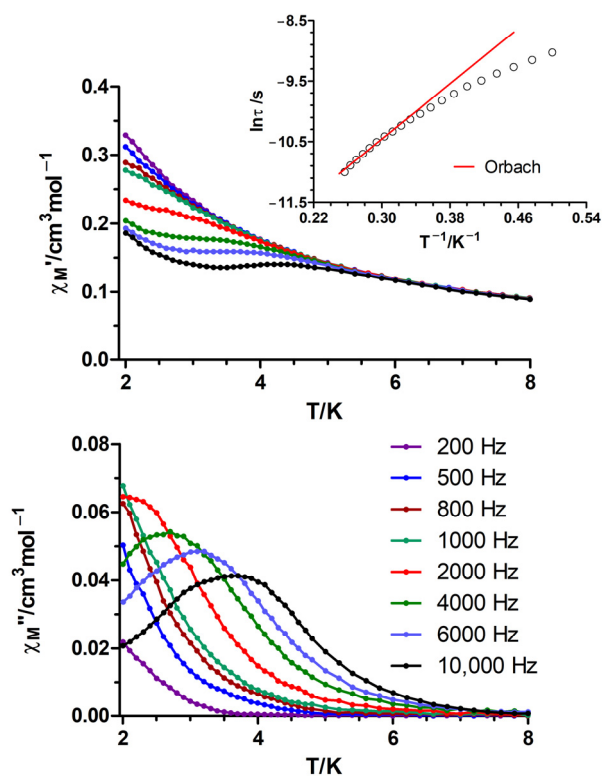 −8.5
−9.5
−10.5
−11.5
lnτ /s
0.22 0.30 0.38 0.46 0.54
T⁻¹/K⁻¹
Orbach
0.4
0.3
0.2
0.1
0.0
χM'/cm³mol⁻¹
2 4 6 8
T/K
0.08
0.06
0.04
0.02
0.00
χM"/cm³mol⁻¹
200 Hz
500 Hz
800 Hz
1000 Hz
2000 Hz
4000 Hz
6000 Hz
10,000 Hz
2 4 6 8
T/K